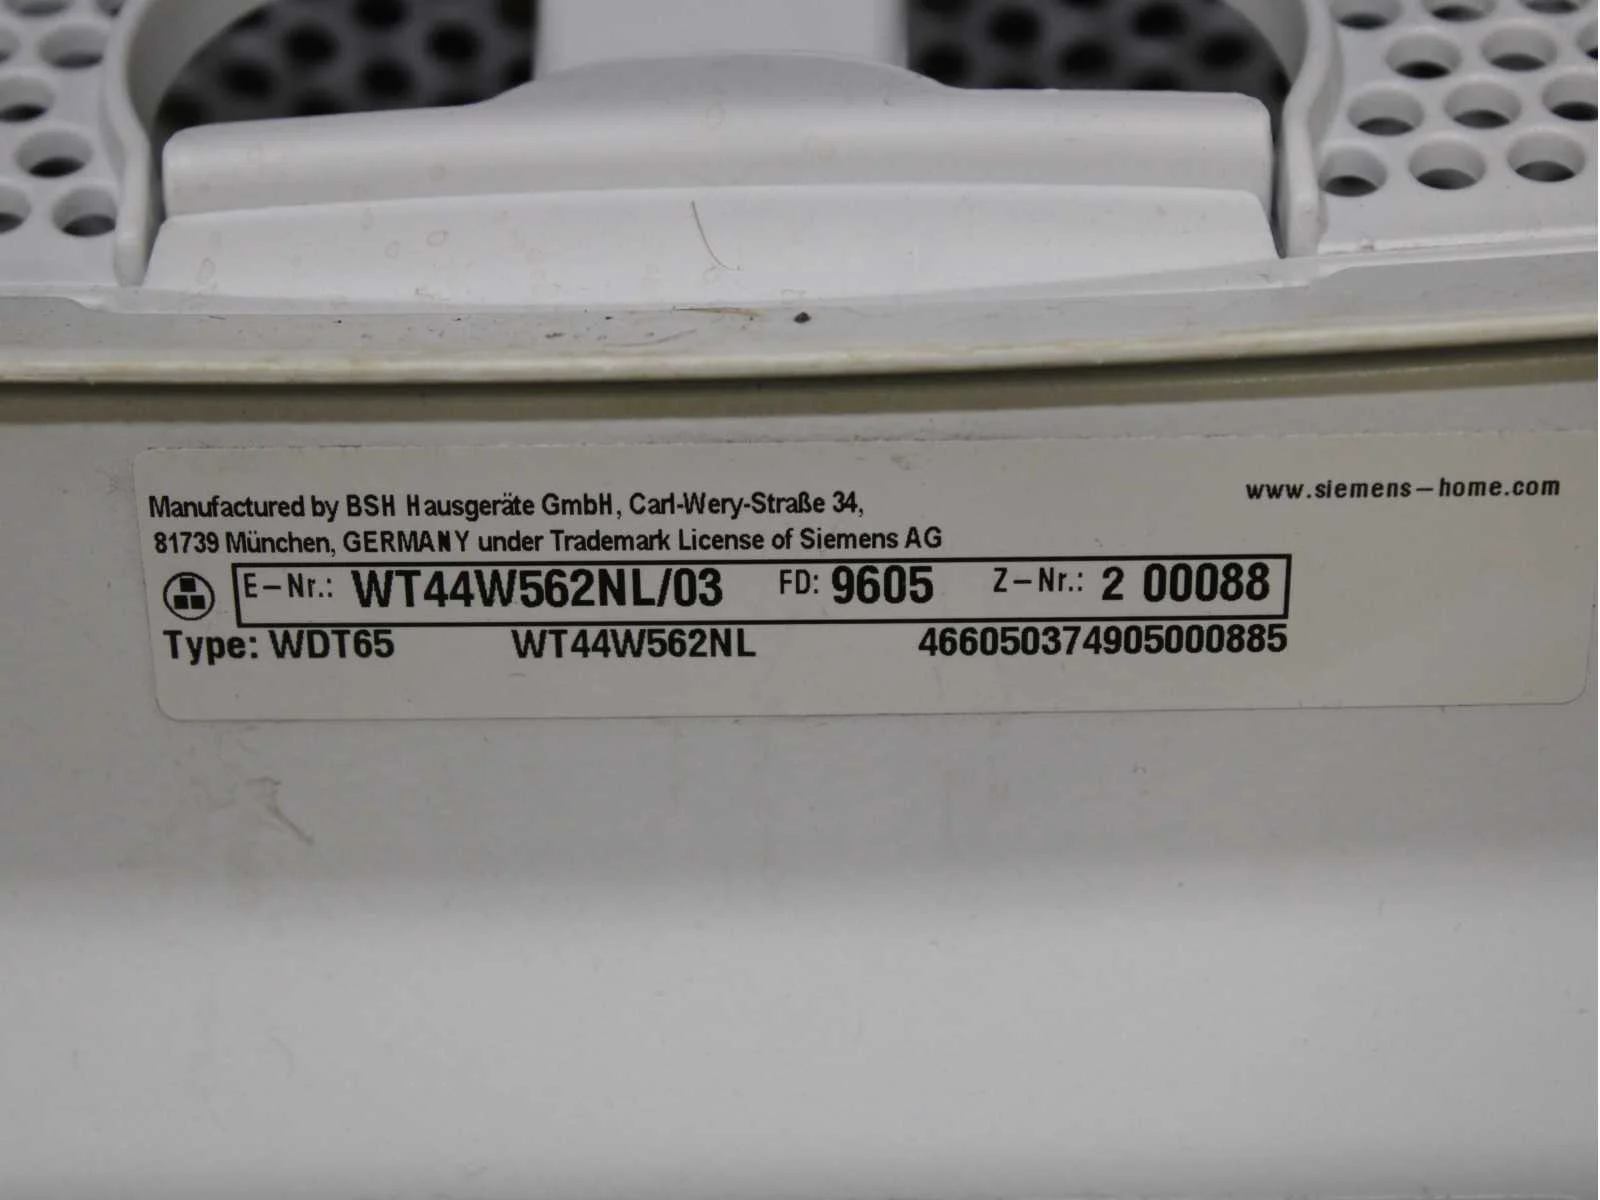 www.siemens-home.com
Manufactured by BSH Hausgeräte GmbH, Carl-Wery-Straße 34,
81739 München, GERMANY under Trademark License of Siemens AG
E-Nr.: WT44W562NL/03 FD: 9605 Z-Nr.: 2 00088
Type: WDT65 WT44W562NL 466050374905000885